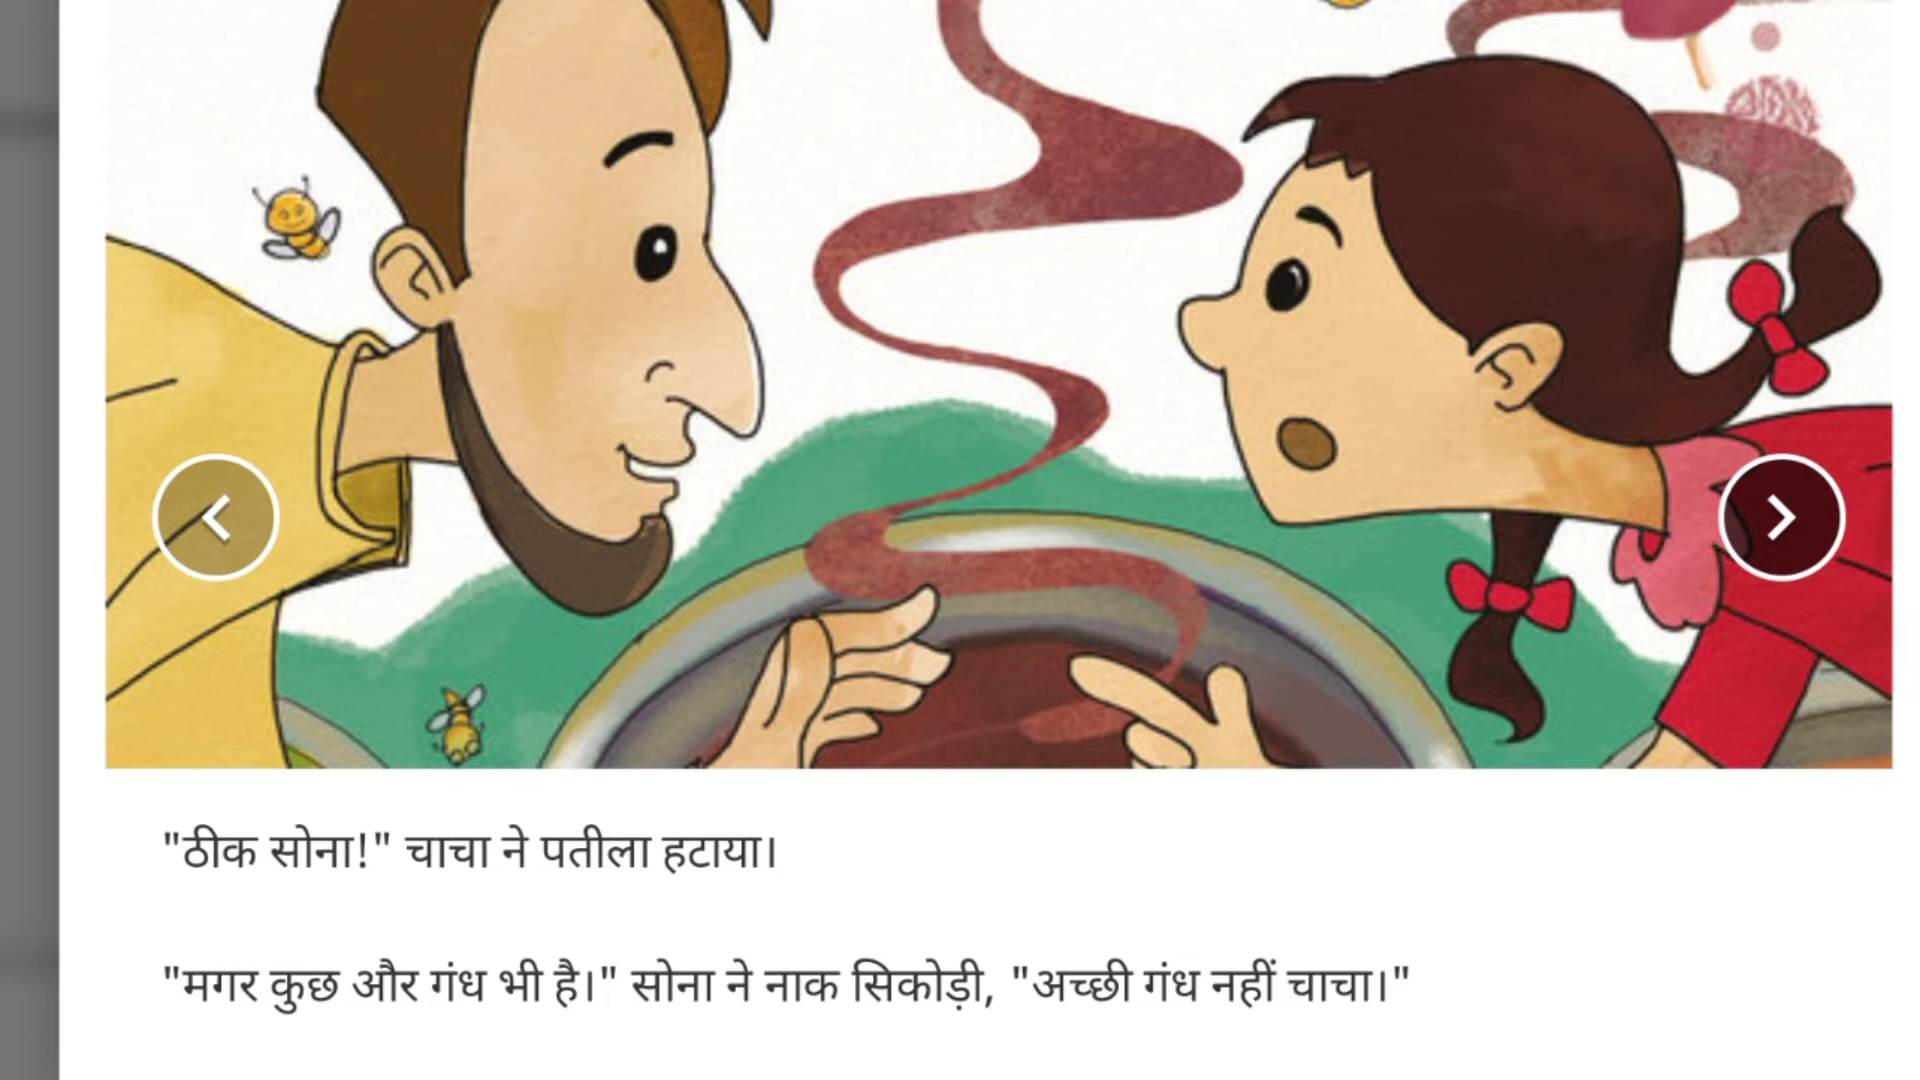 "ठीक सोना!" चाचा ने पतीला हटाया।
"मगर कुछ और गंध भी है।" सोना ने नाक सिकोड़ी, "अच्छी गंध नहीं चाचा।"